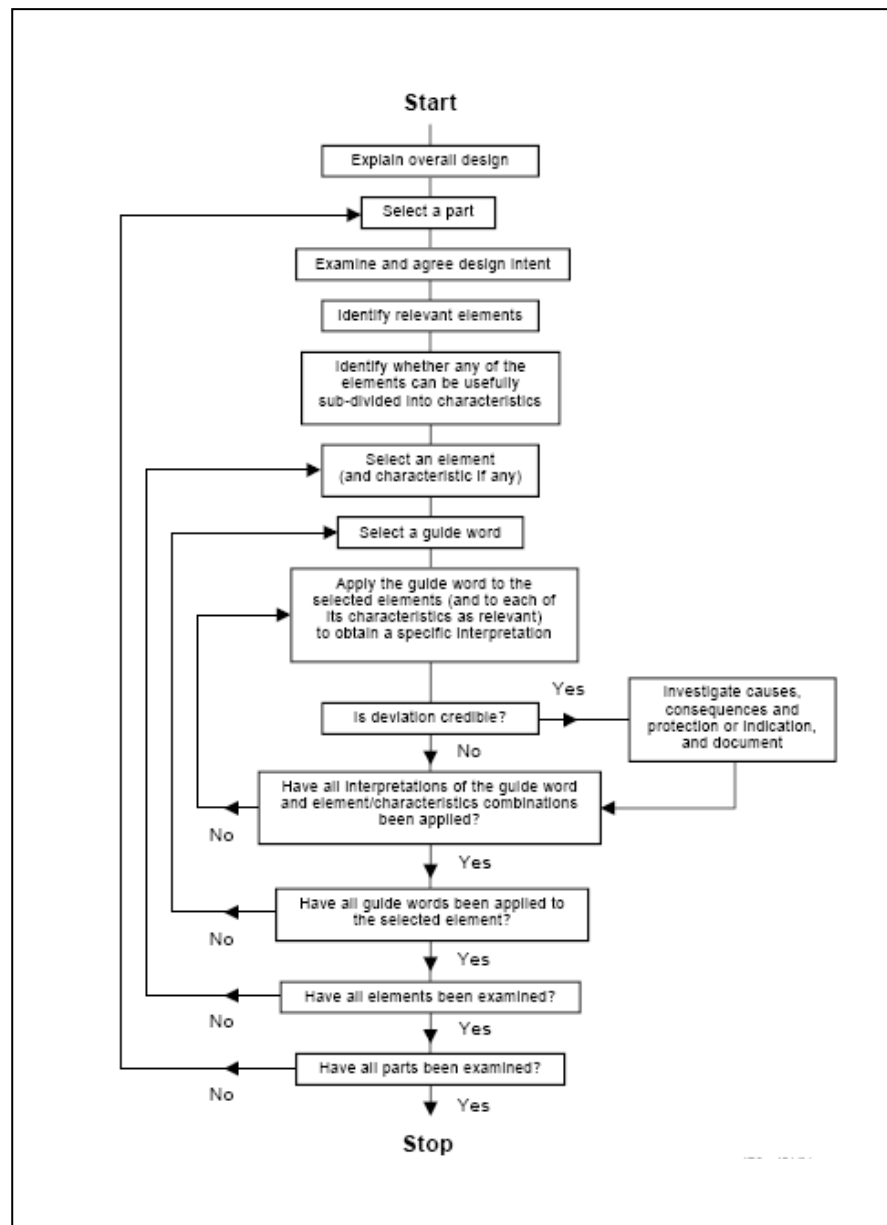 Start
Explain overall design
Select a part
Examine and agree design intent
Identify relevant elements
Identify whether any of the
elements can be usefully
sub-divided into characteristics
Select an element
(and characteristic if any)
Select a guide word
Apply the guide word to the
selected elements (and to each of
its characteristics as relevant)
to obtain a specific interpretation
Yes
Investigate causes,
consequences and
protection or indication,
and document
Is deviation credible?
No
Have all interpretations of the guide word
and element/characteristics combinations
been applied?
No
Yes
Have all guide words been applied to
the selected element?
No
Yes
Have all elements been examined?
No
Yes
Have all parts been examined?
No
Yes
Stop